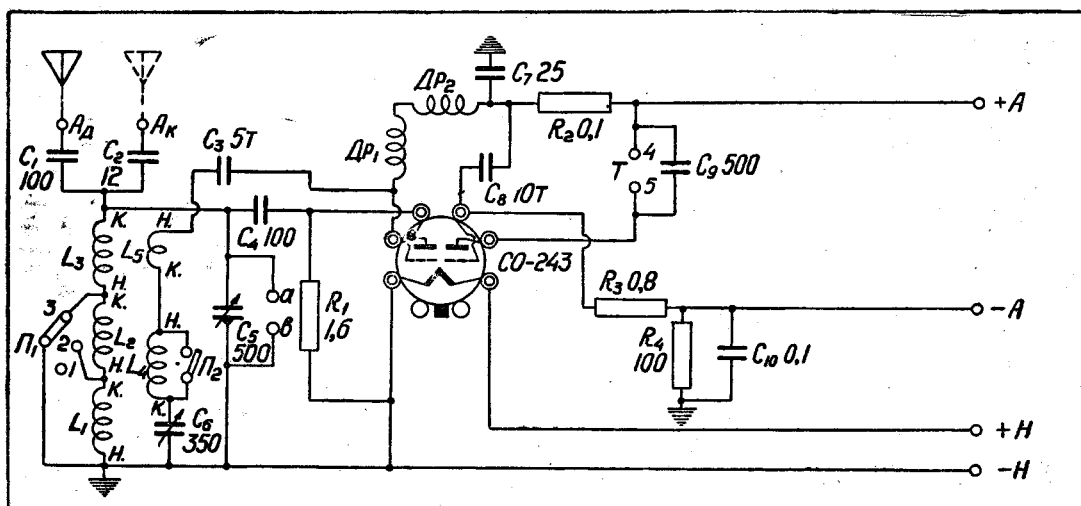 АД
АК
C1 100
C2 12
C3 5T
ДР1
ДР2
C7 25
R2 0,1
+A
T
4
5
C9 500
C8 10T
C4 100
CO-243
К.
L3
Н.
Н.
L5
К.
П1
3
2
1
К.
L2
Н.
Н.
L4
П2
К.
К.
L1
Н.
C6 350
C5 500
а
в
R1 1,6
R3 0,8
-A
R4 100
C10 0,1
+H
-H